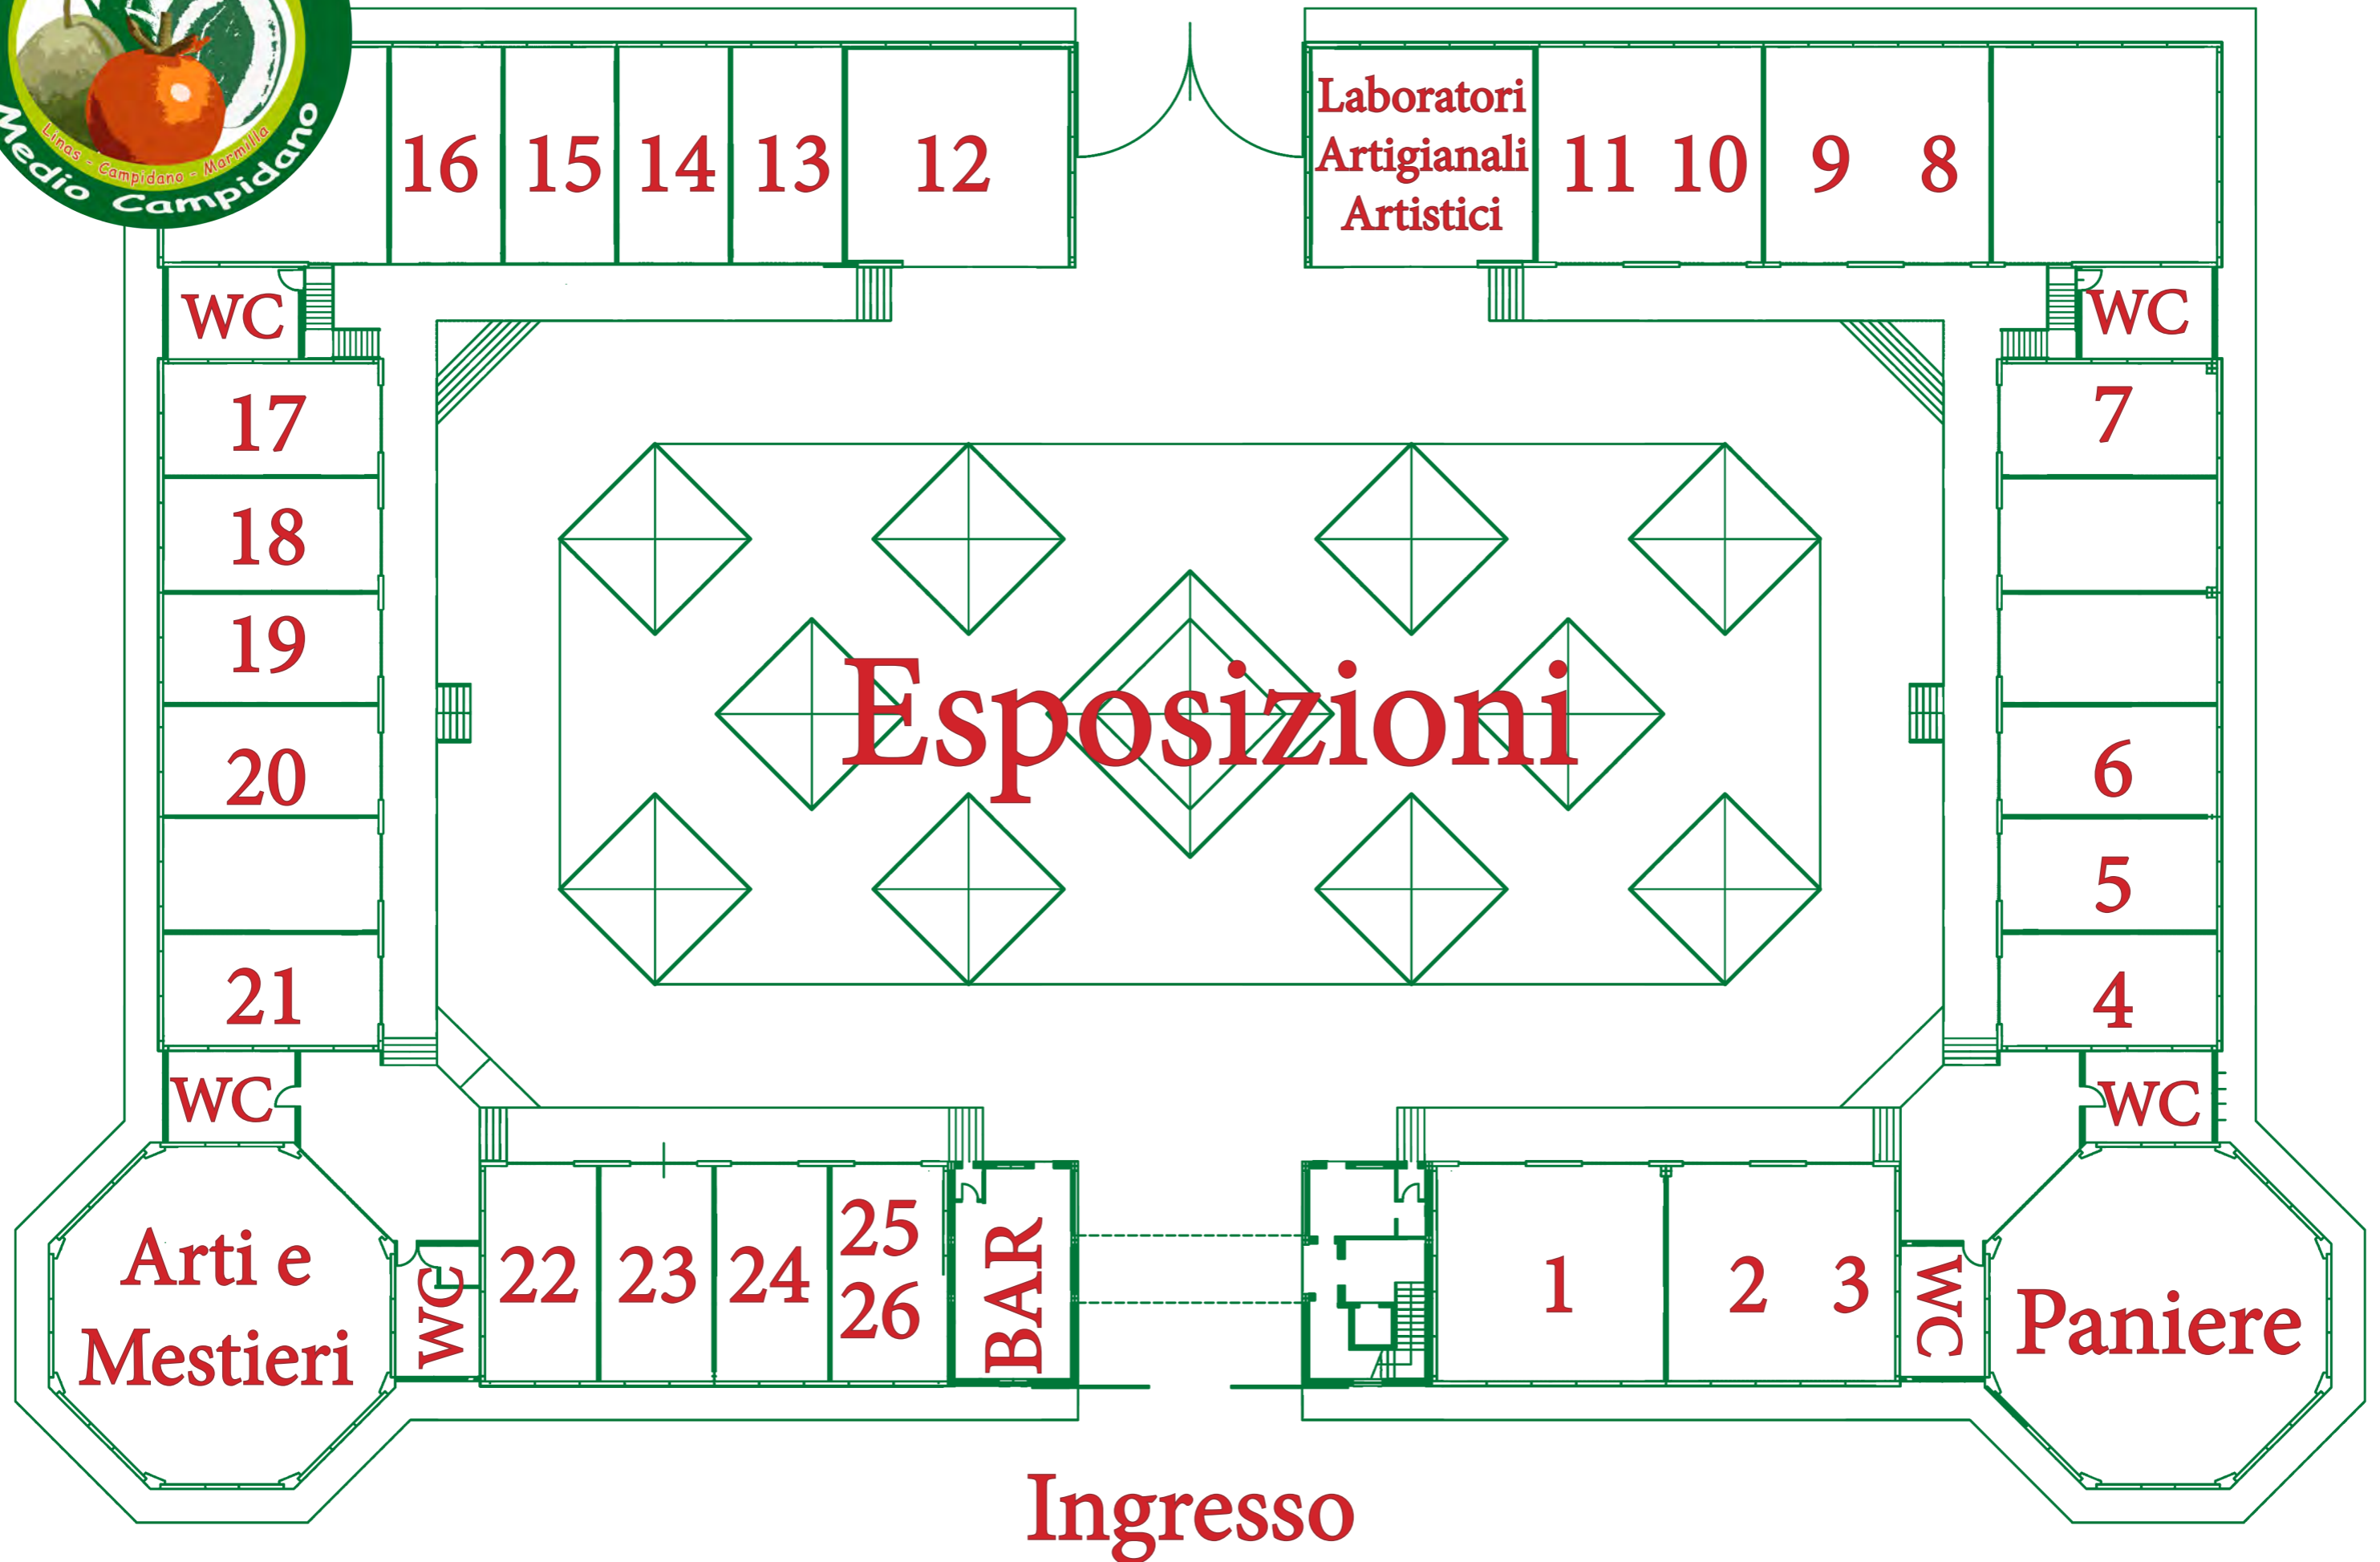 Linas - Campidano - Marmilla
Medio Campidano
16 15 14 13 12
Laboratori
Artigianali
Artistici
11 10 9 8
WC
WC
17
7
18
19
Esposizioni
20
6
5
21
4
WC
WC
Arti e
Mestieri
WC
22 23 24
25
26
BAR
1 2 3
WC
Paniere
Ingresso